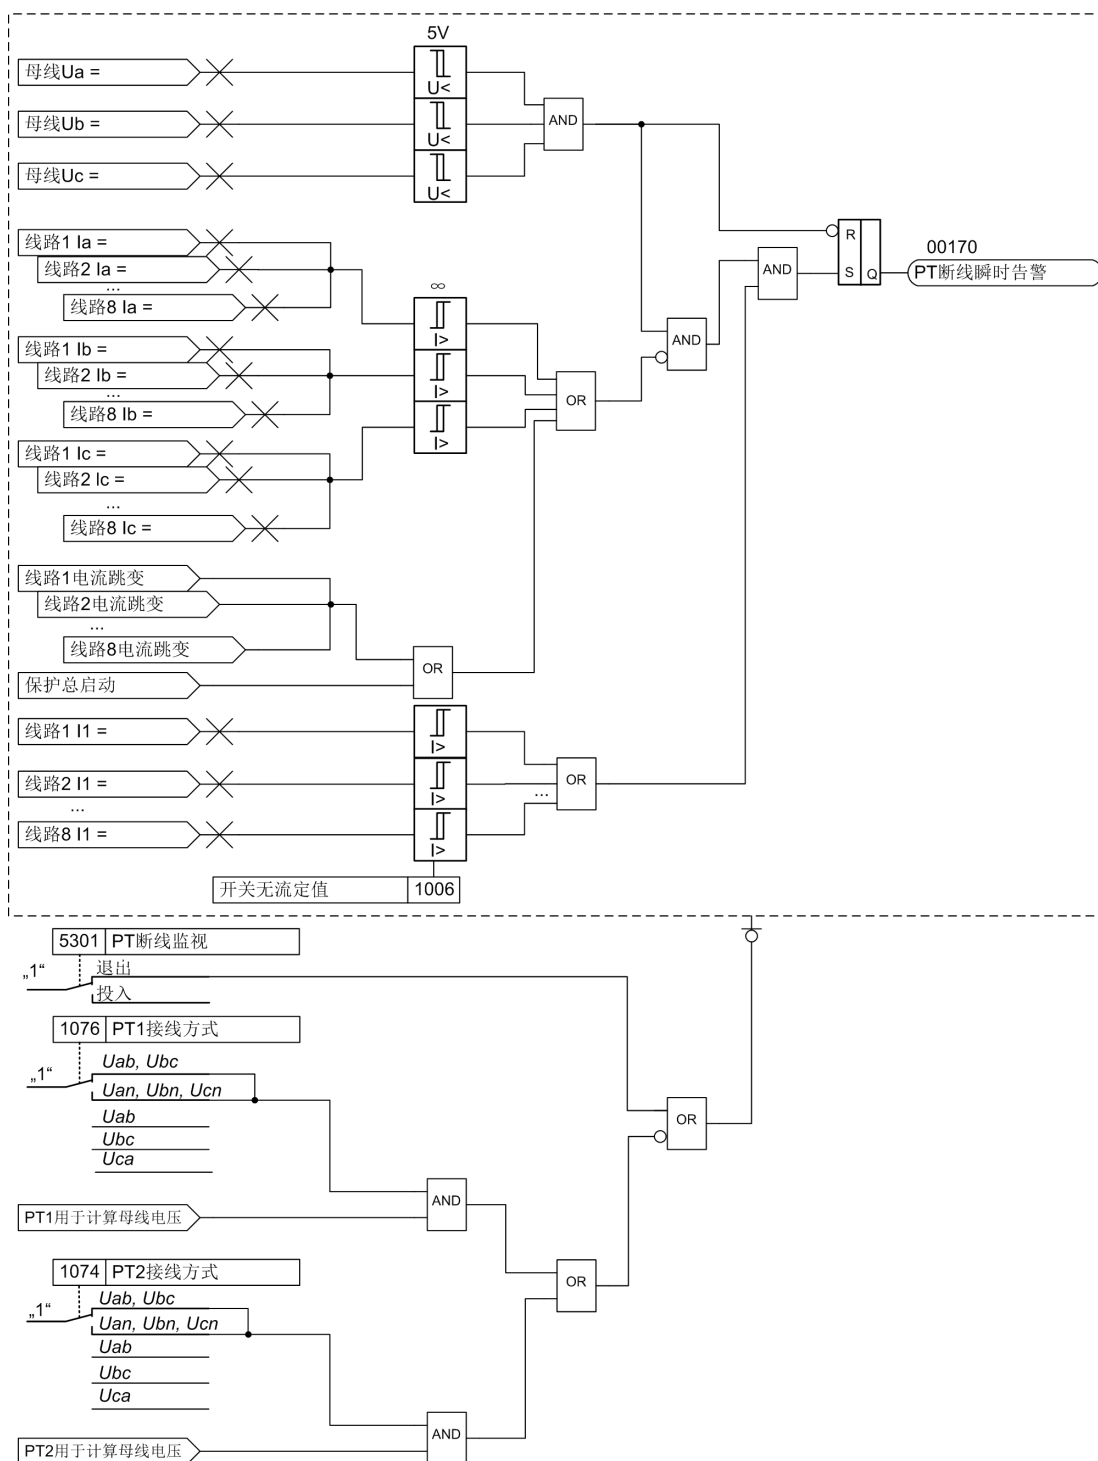 5V
母线Ua =
U<
AND
母线Ub =
U<
母线Uc =
U<
线路1 Ia =
线路2 Ia =
...
线路8 Ia =
R
S Q
00170
PT断线瞬时告警
AND
∞
I>
AND
线路1 Ib =
线路2 Ib =
...
线路8 Ib =
I>
OR
I>
线路1 Ic =
线路2 Ic =
...
线路8 Ic =
线路1电流跳变
线路2电流跳变
...
线路8电流跳变
OR
保护总启动
线路1 I1 =
I>
线路2 I1 =
I>
OR
...
...
线路8 I1 =
I>
开关无流定值 1006
5301 PT断线监视
„1“
退出
投入
1076 PT1接线方式
„1“
Uab, Ubc
Uan, Ubn, Ucn
Uab
Ubc
Uca
OR
AND
PT1用于计算母线电压
1074 PT2接线方式
„1“
Uab, Ubc
Uan, Ubn, Ucn
Uab
Ubc
Uca
OR
AND
PT2用于计算母线电压